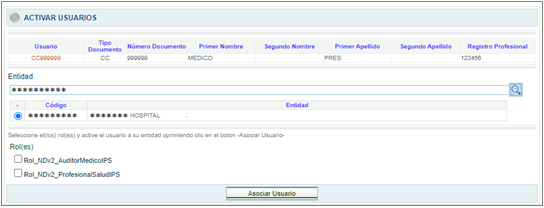 ACTIVAR USUARIOS
Usuario Tipo Documento Número Documento Primer Nombre Segundo Nombre Primer Apellido Segundo Apellido Registro Profesional
CC999999 CC 999999 MEDICO PRES 123456
Entidad
**********
- Código Entidad
********* ******* HOSPITAL
Seleccione el(los) rol(es) y active el usuario a su entidad oprimiendo clic en el boton -Asociar Usuario-
Rol(es)
Rol_NDv2_AuditorMedicoIPS
Rol_NDv2_ProfesionalSaludIPS
Asociar Usuario